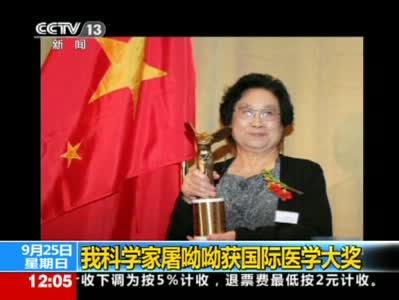 CCTV 13
新闻
9月25日
星期日
我科学家屠呦呦获国际医学大奖
12:05
收下调为按5%计收，退票费最低按2元计收。